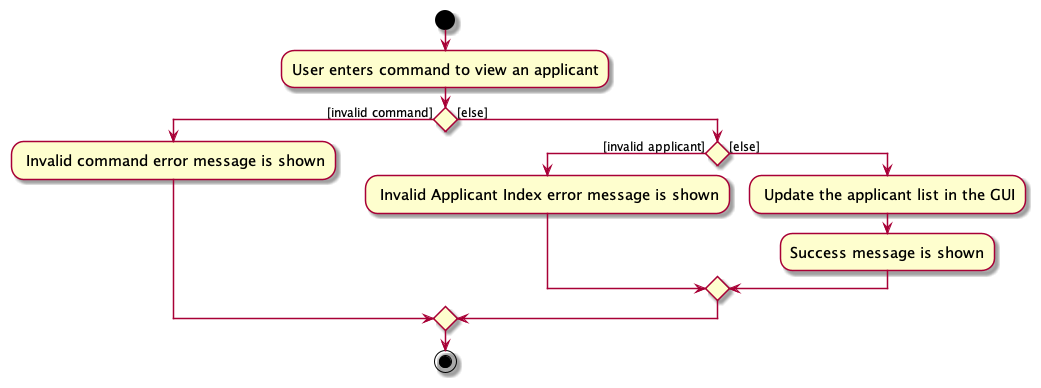 User enters command to view an applicant
[invalid command]
[else]
Invalid command error message is shown
[invalid applicant]
[else]
Invalid Applicant Index error message is shown
Update the applicant list in the GUI
Success message is shown